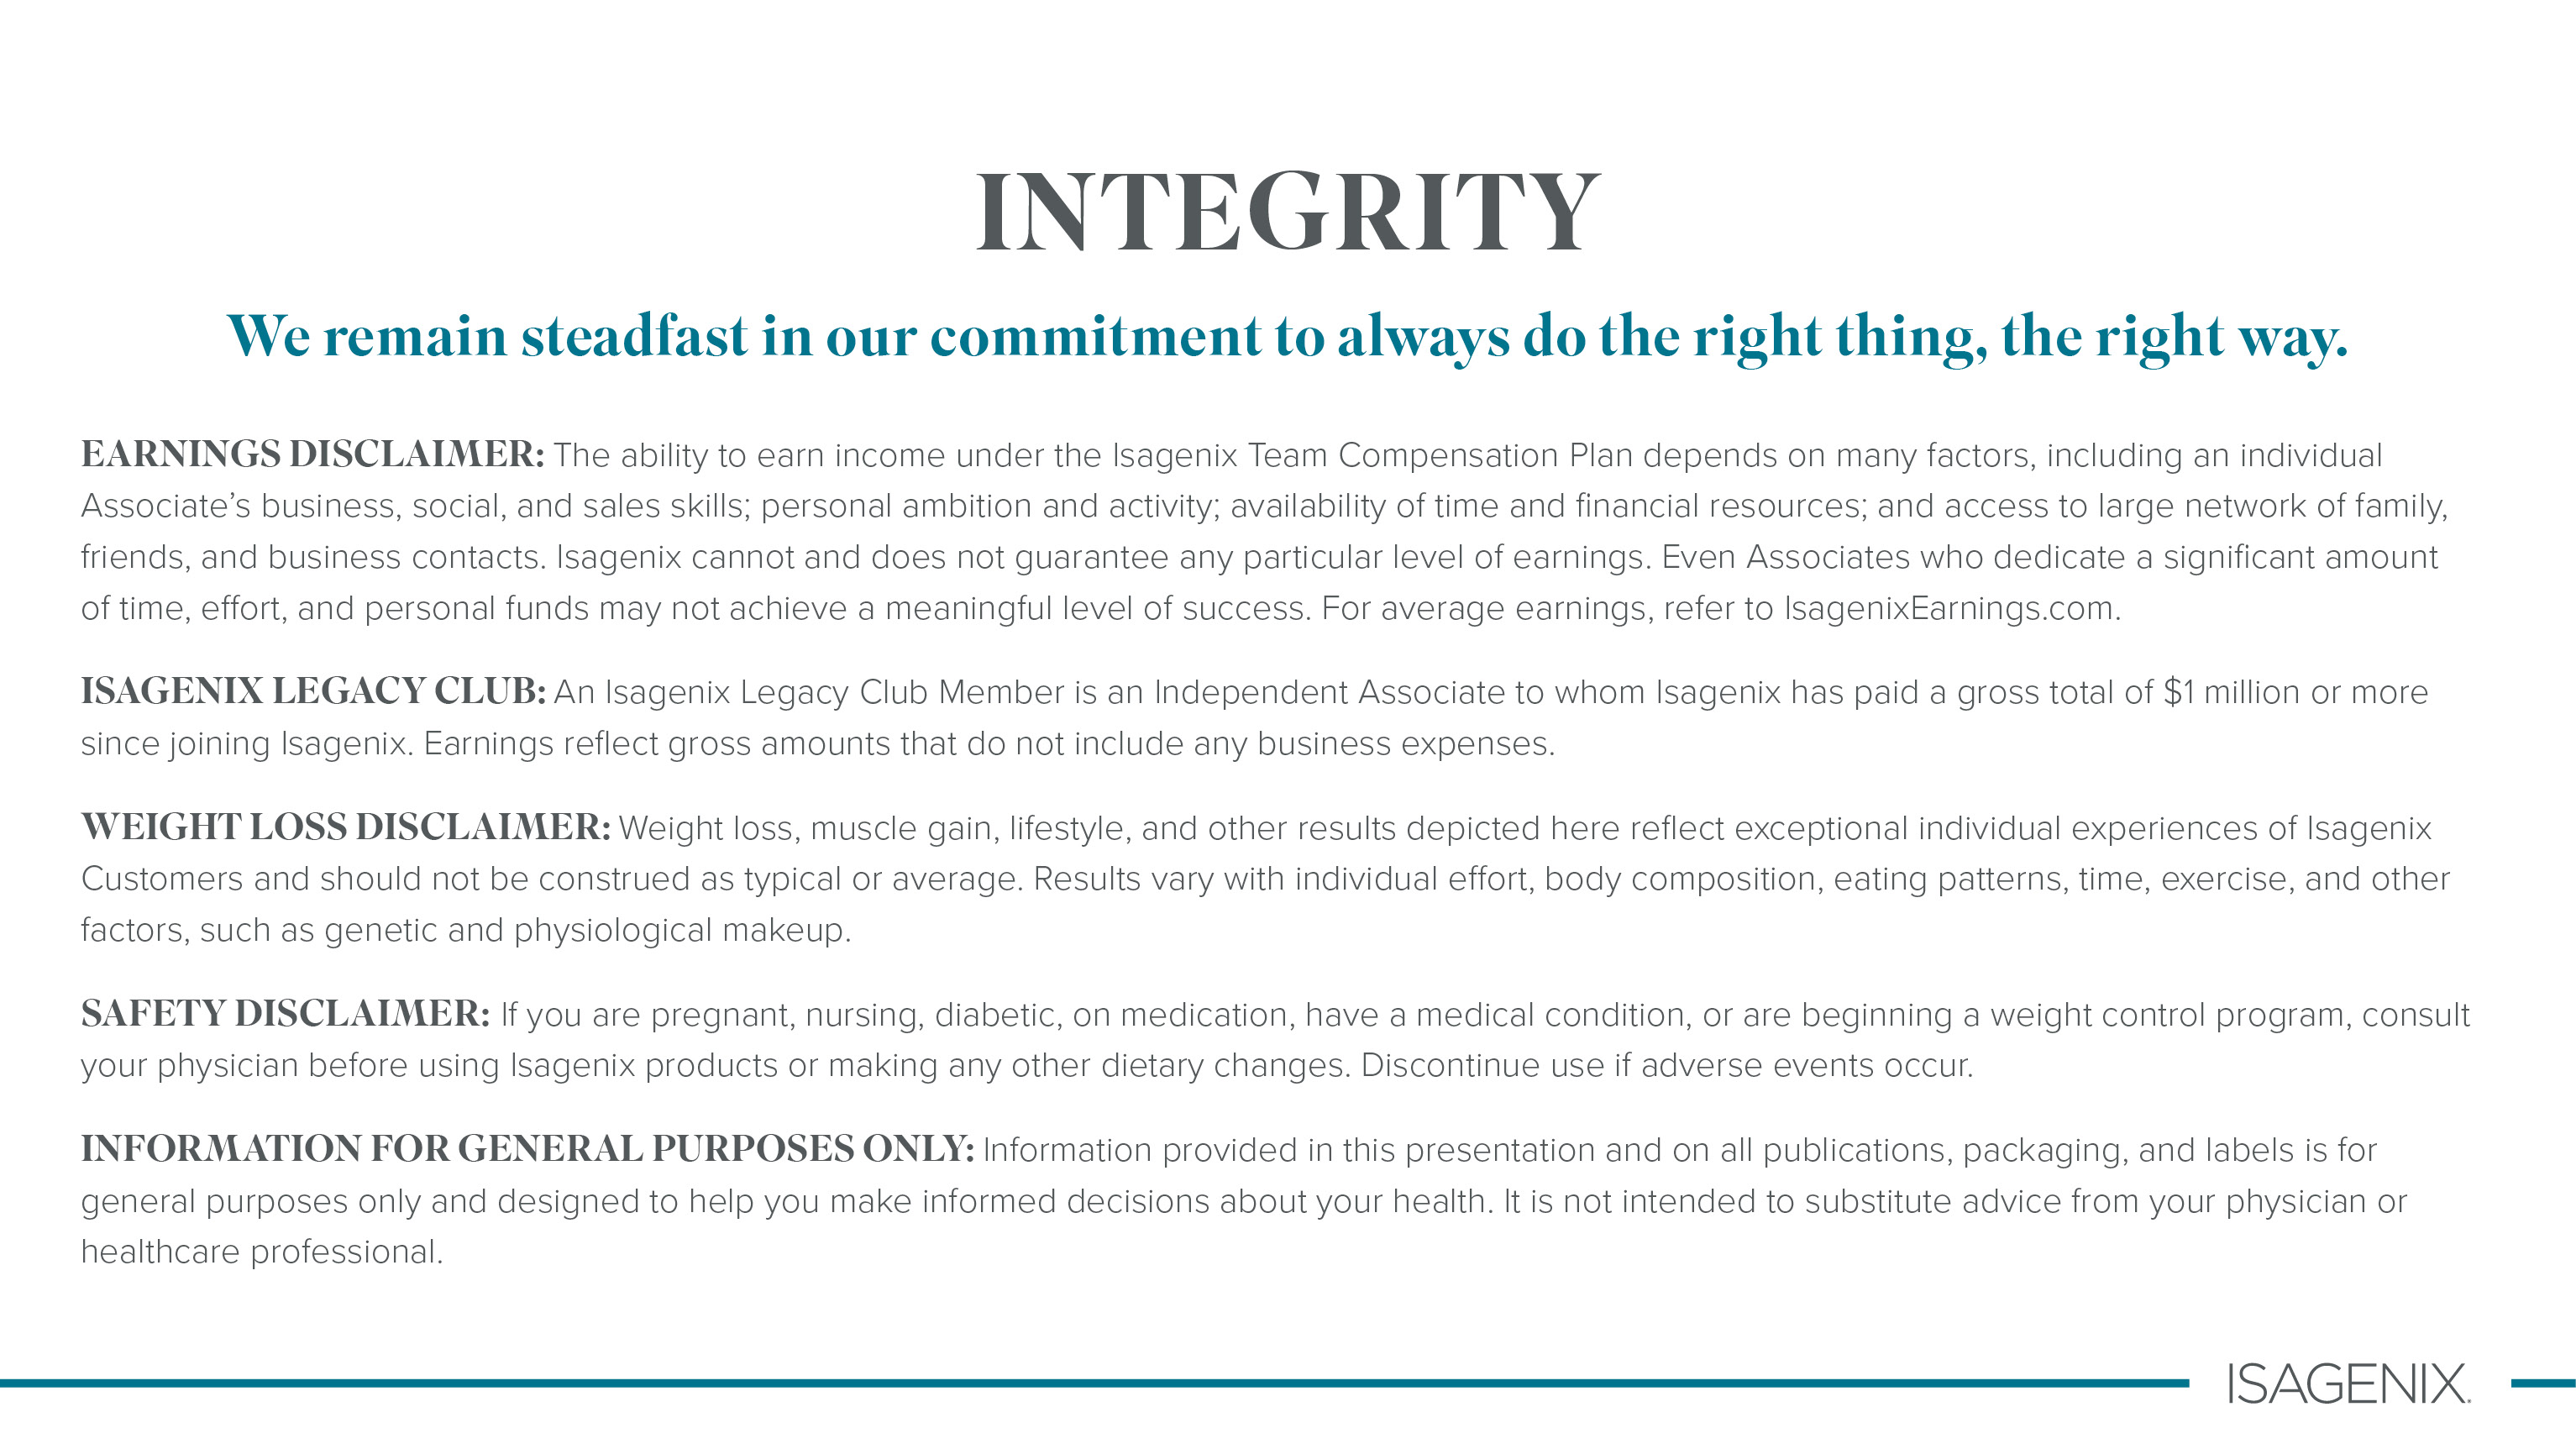 INTEGRITY
We remain steadfast in our commitment to always do the right thing, the right way.
EARNINGS DISCLAIMER: The ability to earn income under the Isagenix Team Compensation Plan depends on many factors, including an individual
Associate’s business, social, and sales skills; personal ambition and activity; availability of time and financial resources; and access to large network of family,
friends, and business contacts. Isagenix cannot and does not guarantee any particular level of earnings. Even Associates who dedicate a significant amount
of time, effort, and personal funds may not achieve a meaningful level of success. For average earnings, refer to IsagenixEarnings.com.
ISAGENIX LEGACY CLUB: An Isagenix Legacy Club Member is an Independent Associate to whom Isagenix has paid a gross total of $1 million or more
since joining Isagenix. Earnings reflect gross amounts that do not include any business expenses.
WEIGHT LOSS DISCLAIMER: Weight loss, muscle gain, lifestyle, and other results depicted here reflect exceptional individual experiences of Isagenix
Customers and should not be construed as typical or average. Results vary with individual effort, body composition, eating patterns, time, exercise, and other
factors, such as genetic and physiological makeup.
SAFETY DISCLAIMER: If you are pregnant, nursing, diabetic, on medication, have a medical condition, or are beginning a weight control program, consult
your physician before using Isagenix products or making any other dietary changes. Discontinue use if adverse events occur.
INFORMATION FOR GENERAL PURPOSES ONLY: Information provided in this presentation and on all publications, packaging, and labels is for
general purposes only and designed to help you make informed decisions about your health. It is not intended to substitute advice from your physician or
healthcare professional.
ISAGENIX